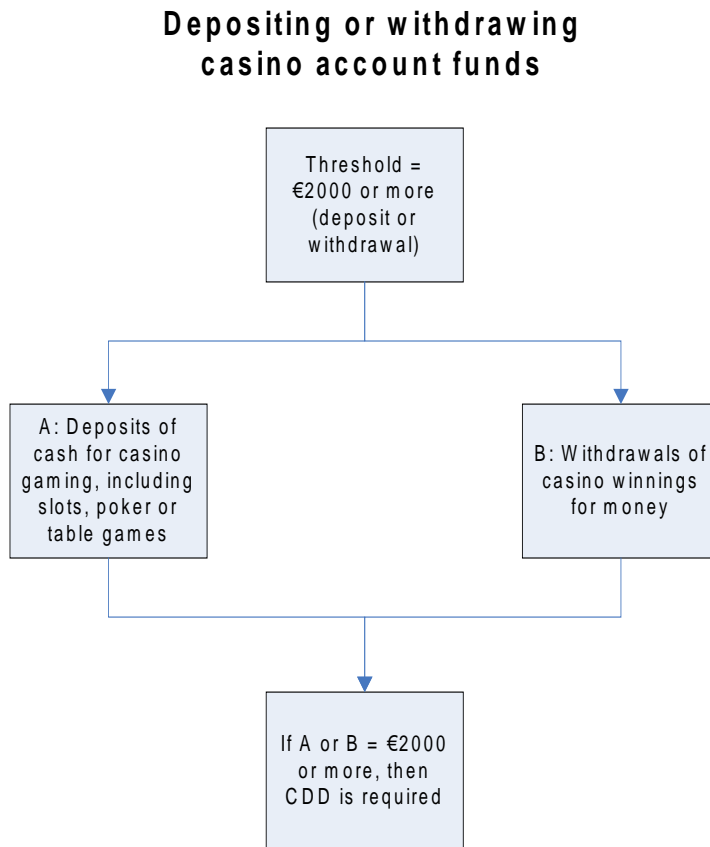 Depositing or withdrawing
casino account funds
Threshold =
€2000 or more
(deposit or
withdrawal)
A: Deposits of
cash for casino
gaming, including
slots, poker or
table games
B: Withdrawals of
casino winnings
for money
If A or B = €2000
or more, then
CDD is required